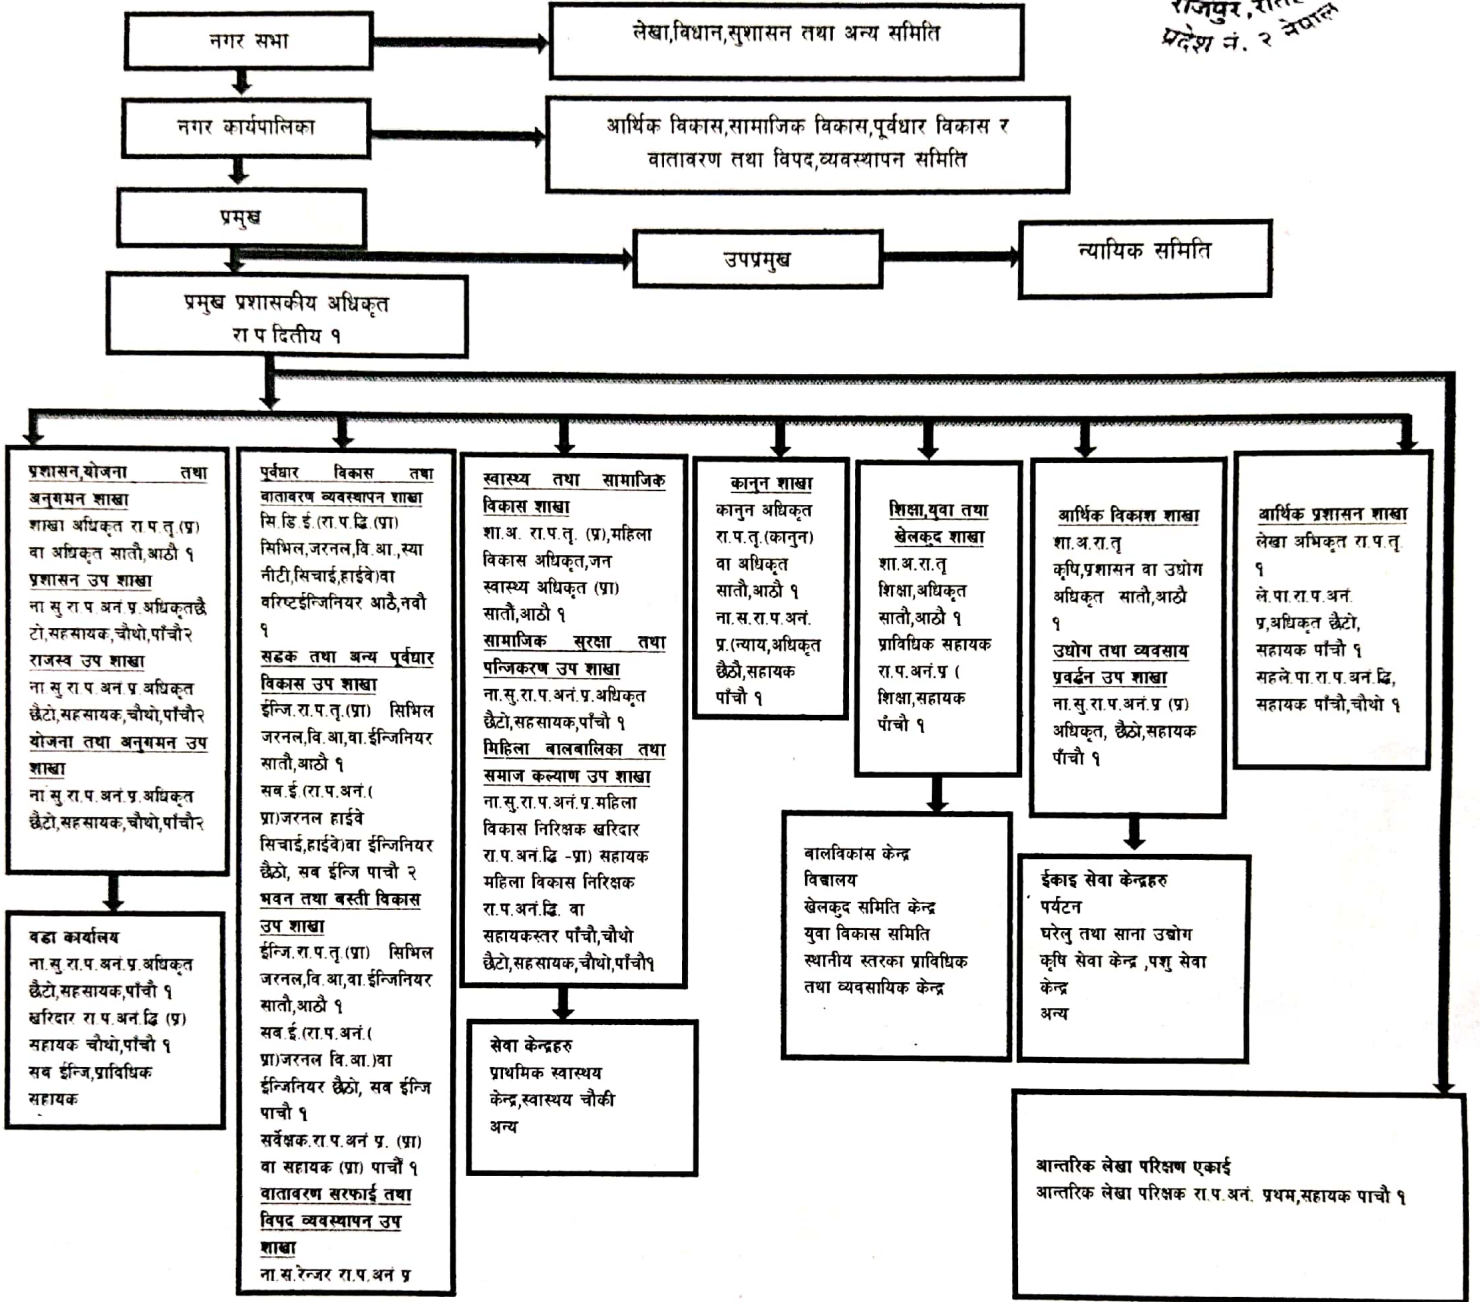 राजपुर,
प्रदेश नं. २ नेपाल
नगर सभा
लेखा,विधान,सुशासन तथा अन्य समिति
नगर कार्यपालिका
आर्थिक विकास,सामाजिक विकास,पूर्वधार विकास र
वातावरण तथा विपद,व्यवस्थापन समिति
प्रमुख
उपप्रमुख
न्यायिक समिति
प्रमुख प्रशासकीय अधिकृत
रा प दितीय १
प्रशासन,योजना तथा
अनुगमन शाखा
शाखा अधिकृत रा.प.तृ.(प्र)
वा अधिकृत सातौ,आठौ १
प्रशासन उप शाखा
ना सु रा प अनं प्र अधिकृतछै
टो,सहसायक,चौथो,पाँचौ२
राजस्व उप शाखा
ना सु रा प अनं प्र अधिकृत
छैटो,सहसायक,चौथो,पाँचौ२
योजना तथा अनुगमन उप
शाखा
ना सु रा.प.अनं.प्र.अधिकृत
छैटो,सहसायक,चौथो,पाँचौ२
वडा कार्यालय
ना.सु.रा.प.अनं.प्र.अधिकृत
छैटो,सहसायक,पाँचौ १
खरिदार रा.प.अनं.द्वि (प्र)
सहायक चौथो,पाँचौ १
सब ईन्जि,प्राविधिक
सहायक
पूर्वधार विकास तथा
वातावरण व्यवस्थापन शाखा
सि.डि.ई.(रा.प.द्वि.(प्रा)
सिभिल,जरनल,वि.आ.,स्या
नीटी,सिचाई,हाईवे)वा
वरिष्टईन्जिनियर आठै,नवौ
१
सडक तथा अन्य पूर्वधार
विकास उप शाखा
ईन्जि.रा.प.तृ.(प्रा) सिभिल
जरनल,वि.आ,वा.ईन्जिनियर
सातौ,आठौ १
सब.ई.(रा.प.अनं.(
प्रा)जरनल हाईवे
सिचाई,हाईवे)वा ईन्जिनियर
छैठो, सब ईन्जि पाचौ २
भवन तथा बस्ती विकास
उप शाखा
ईन्जि.रा.प.तृ.(प्रा) सिभिल
जरनल,वि.आ,वा.ईन्जिनियर
सातौ,आठौ १
सब.ई.(रा.प.अनं.(
प्रा)जरनल वि.आ.)वा
ईन्जिनियर छैठो, सब ईन्जि
पाचौ १
सर्वेक्षक.रा.प.अनं प्र. (प्रा)
वा सहायक (प्रा) पाचौं १
वातावरण सरफाई तथा
विपद व्यवस्थापन उप
शाखा
ना.स.रेन्जर रा.प.अनं प्र
स्वास्थ्य तथा सामाजिक
विकास शाखा
शा.अ. रा.प.तृ. (प्र),महिला
विकास अधिकृत,जन
स्वास्थ्य अधिकृत (प्रा)
सातौं,आठौ १
सामाजिक सुरक्षा तथा
पन्जिकरण उप शाखा
ना.सु.रा.प.अनं.प्र.अधिकृत
छैटो,सहसायक,पाँचौ १
मिहिला बालबालिका तथा
समाज कल्याण उप शाखा
ना.सु.रा.प.अनं.प्र.महिला
विकास निरिक्षक खरिदार
रा.प.अनं.द्वि -प्रा) सहायक
महिला विकास निरिक्षक
रा.प.अनं.द्वि. वा
सहायकस्तर पाँचौ,चौथो
छैटो,सहसायक,चौथो,पाँचौ१
सेवा केन्द्रहरु
प्राथमिक स्वास्थय
केन्द्र,स्वास्थय चौकी
अन्य
कानुन शाखा
कानुन अधिकृत
रा.प.तृ.(कानुन)
वा अधिकृत
सातौ,आठौ १
ना.स.रा.प.अनं.
प्र.(न्याय,अधिकृत
छैठौ,सहायक
पाँचौ १
शिक्षा,युवा तथा
खेलकुद शाखा
शा.अ.रा.तृ
शिक्षा,अधिकृत
सातौ,आठौ १
प्राविधिक सहायक
रा.प.अनं.प्र (
शिक्षा,सहायक
पाँचौ १
बालविकास केन्द्र
विद्यालय
खेलकुद समिति केन्द्र
युवा विकास समिति
स्थानीय स्तरका प्राविधिक
तथा व्यवसायिक केन्द्र
आर्थिक विकाश शाखा
शा.अ.रा.तृ
कृषि,प्रशासन वा उधोग
अधिकृत सातौ,आठौ
१
उधोग तथा व्यवसाय
प्रवर्द्धन उप शाखा
ना.सु.रा.प.अनं.प्र (प्र)
अधिकृत, छैठो,सहायक
पाँचौ १
ईकाइ सेवा केन्द्रहरु
पर्यटन
घरेलु तथा साना उद्योग
कृषि सेवा केन्द्र ,पशु सेवा
केन्द्र
अन्य
आर्थिक प्रशासन शाखा
लेखा अभिकृत रा.प.तृ.
१
ले.पा.रा.प.अनं.
प्र,अधिकृत छैटो,
सहायक पाँचौ १
सहले.पा.रा.प.अनं.द्वि,
सहायक पाँचौ,चौथो १
आन्तरिक लेखा परिक्षण एकाई
आन्तरिक लेखा परिक्षक रा.प.अनं. प्रथम,सहायक पाचौ १